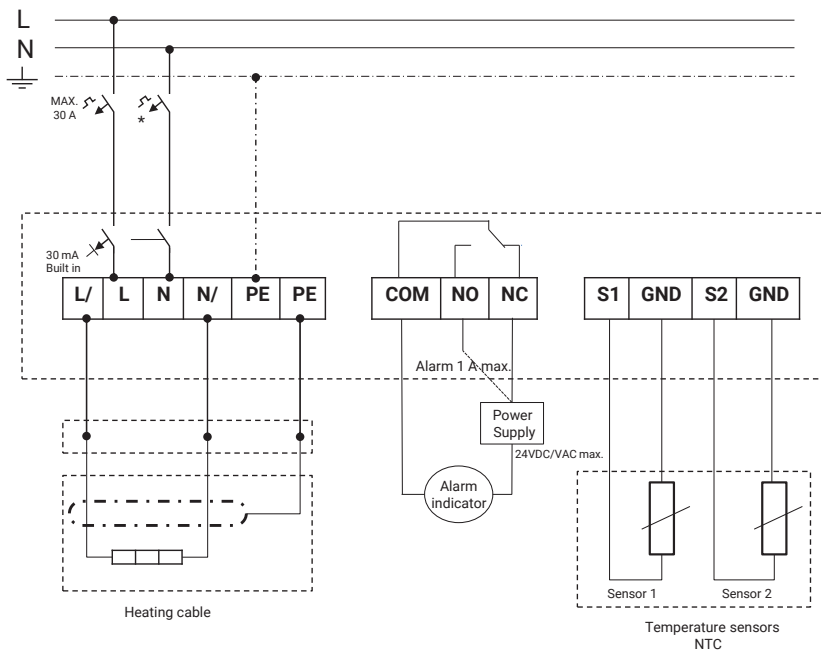 L
N
MAX.
30 A
*
30 mA
Built in
L/ L N N/ PE PE
COM NO NC
S1 GND S2 GND
Alarm 1 A max.
Power
Supply
24VDC/VAC max.
Alarm
indicator
Sensor 1
Sensor 2
Heating cable
Temperature sensors
NTC